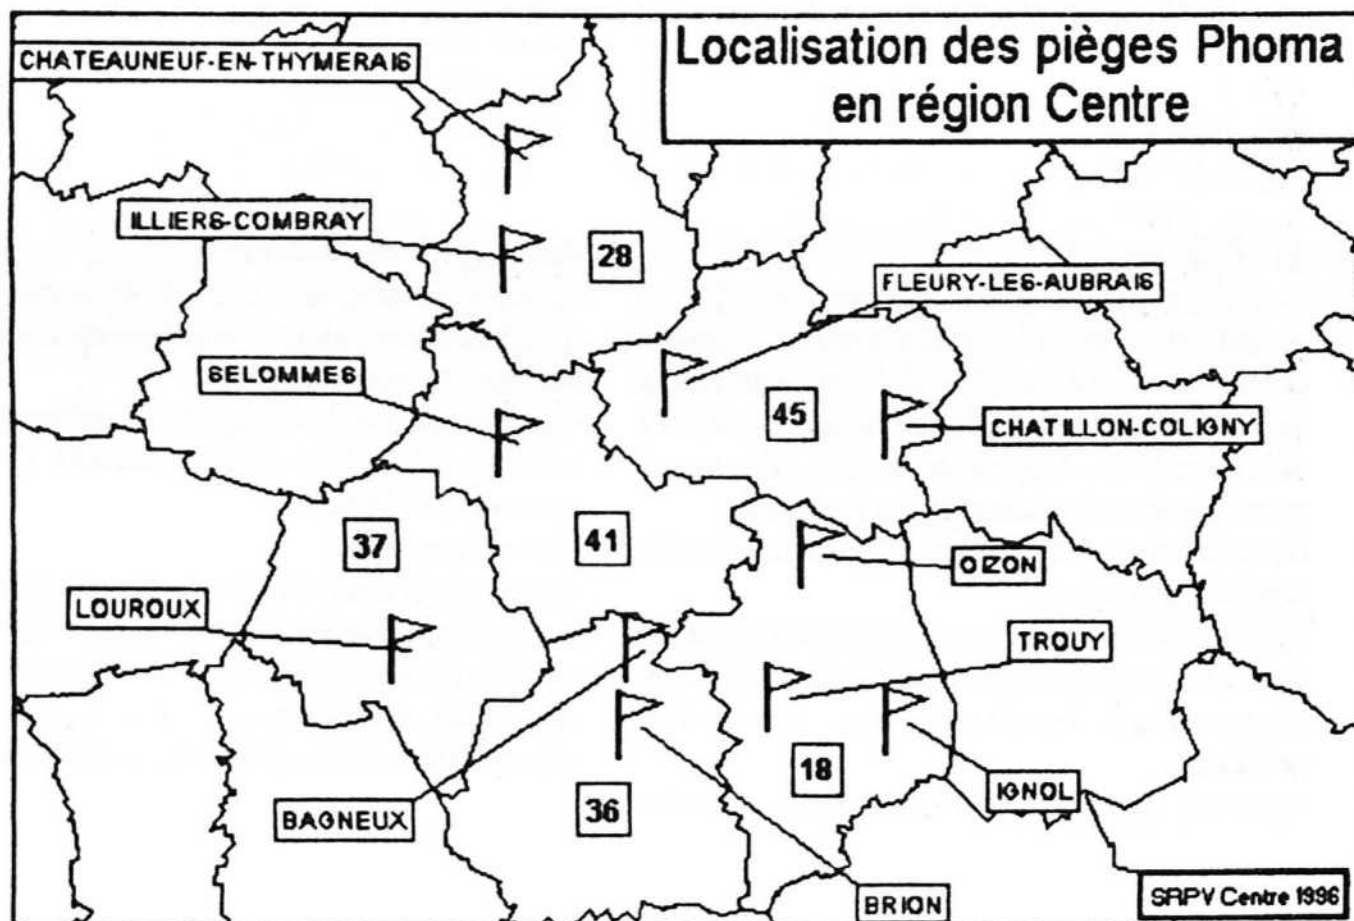 Localisation des pièges Phoma
en région Centre
CHATEAUNEUF-EN-THYMERAIS
ILLIERS-COMBRAY
28
FLEURY-LES-AUBRAIS
SELOMMES
45
CHATILLON-COLIGNY
37
41
OIZON
LOUROUX
TROUY
18
IGNOL
BAGNEUX
36
BRION
SRPV Centre 1996